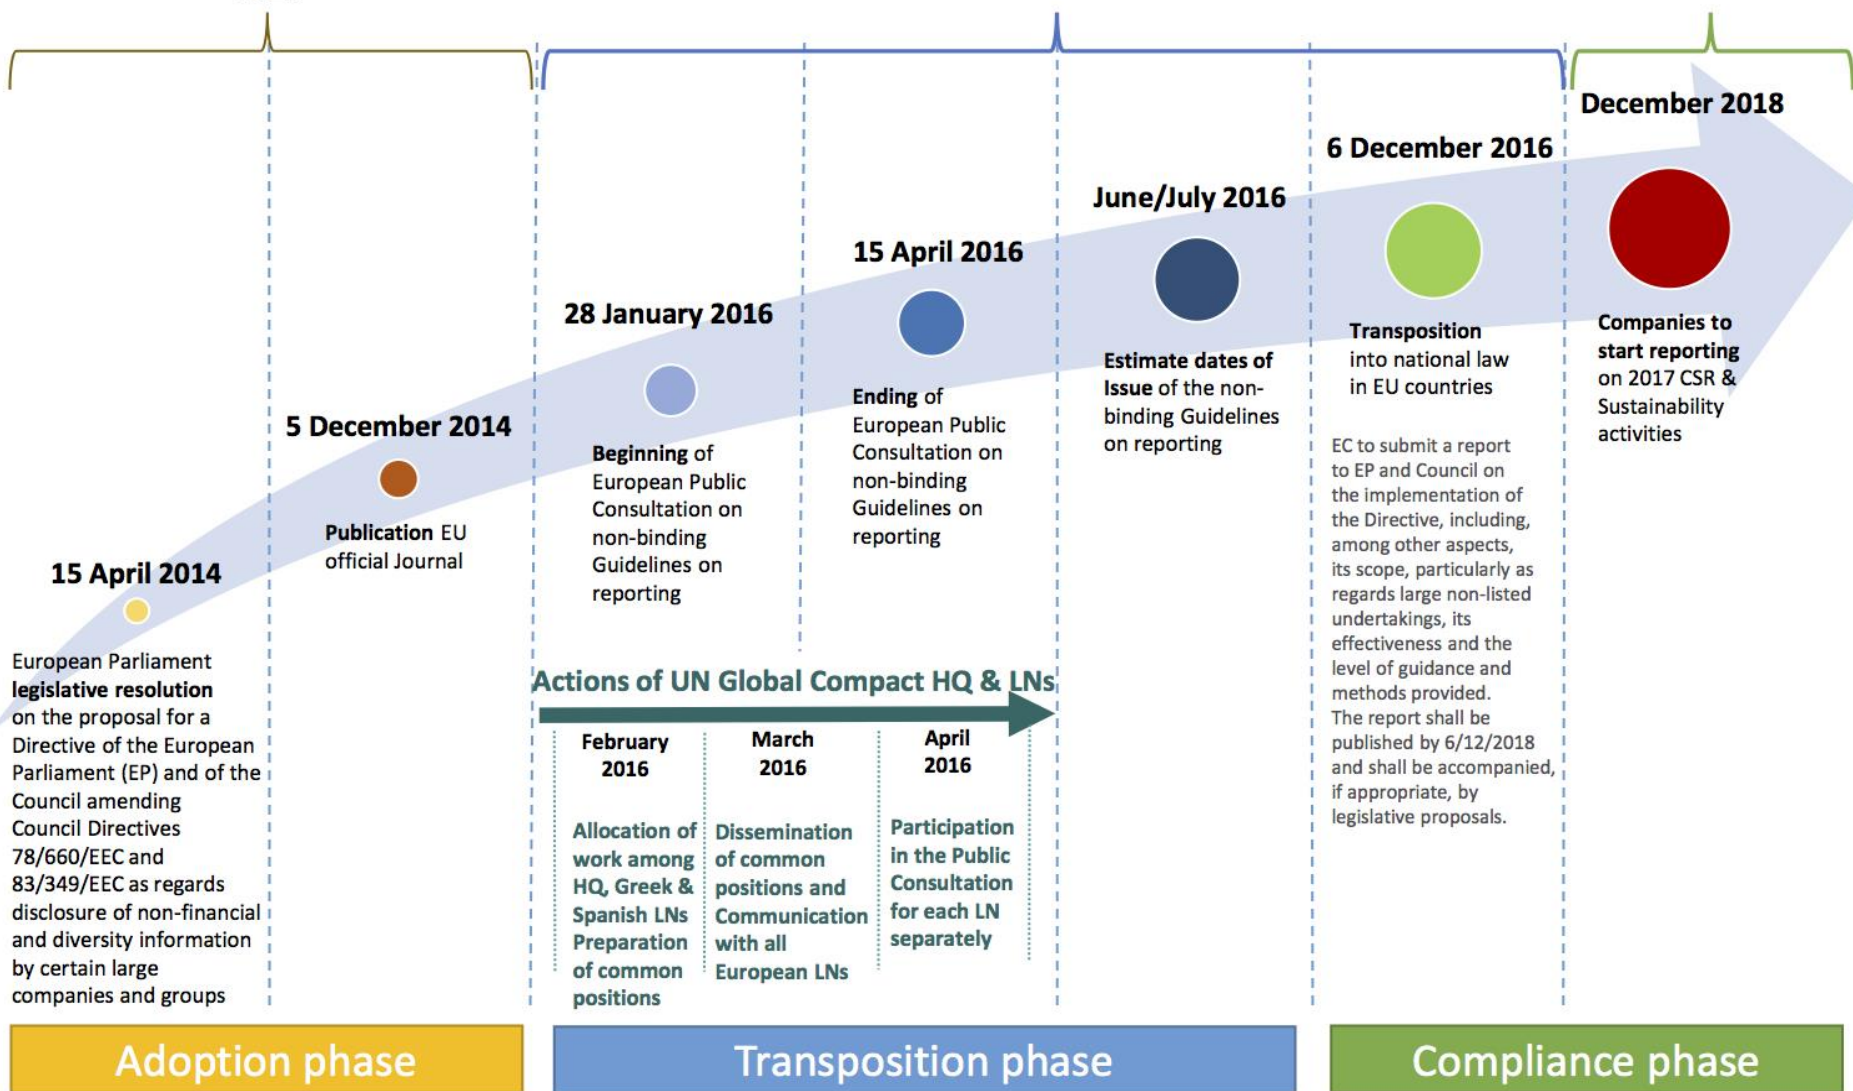 15 April 2014
European Parliament
legislative resolution
on the proposal for a
Directive of the European
Parliament (EP) and of the
Council amending
Council Directives
78/660/EEC and
83/349/EEC as regards
disclosure of non-financial
and diversity information
by certain large
companies and groups
5 December 2014
Publication EU
official Journal
28 January 2016
Beginning of
European Public
Consultation on
non-binding
Guidelines on
reporting
15 April 2016
Ending of
European Public
Consultation on
non-binding
Guidelines on
reporting
June/July 2016
Estimate dates of
Issue of the non-
binding Guidelines
on reporting
6 December 2016
Transposition
into national law
in EU countries
EC to submit a report
to EP and Council on
the implementation of
the Directive, including,
among other aspects,
its scope, particularly as
regards large non-listed
undertakings, its
effectiveness and the
level of guidance and
methods provided.
The report shall be
published by 6/12/2018
and shall be accompanied,
if appropriate, by
legislative proposals.
December 2018
Companies to
start reporting
on 2017 CSR &
Sustainability
activities
Actions of UN Global Compact HQ & LNs
February
2016
Allocation of
work among
HQ, Greek &
Spanish LNs
Preparation
of common
positions
March
2016
Dissemination
of common
positions and
Communication
with all
European LNs
April
2016
Participation
in the Public
Consultation
for each LN
separately
Adoption phase
Transposition phase
Compliance phase